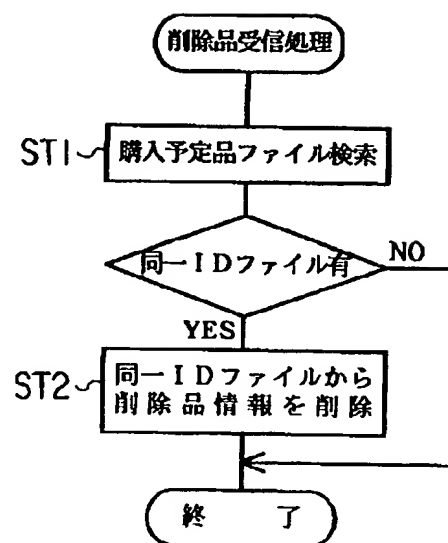 削除品受信処理
ST1
購入予定品ファイル検索
同一IDファイル有
NO
YES
ST2
同一IDファイルから
削除品情報を削除
終 了